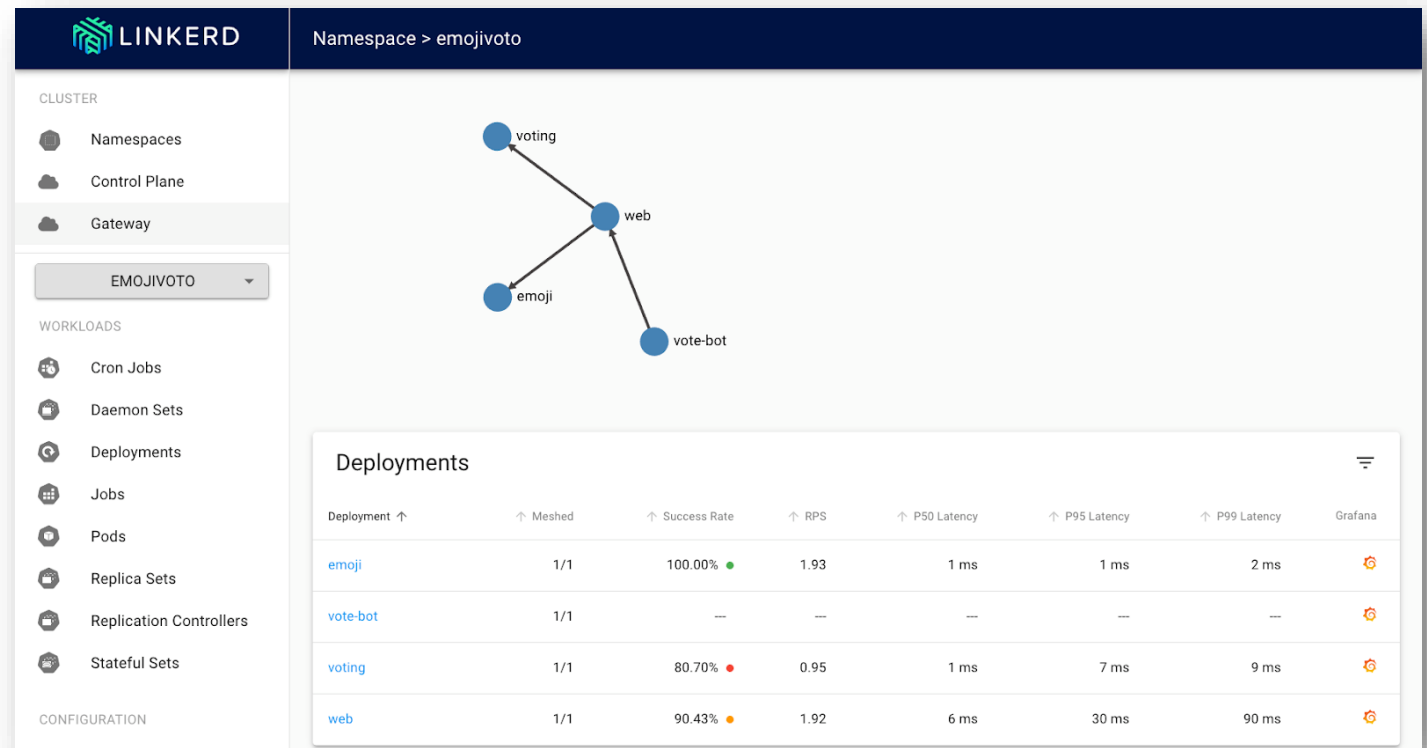 LINKERD
Namespace > emojivoto
CLUSTER
Namespaces
Control Plane
Gateway
EMOJIVOTO
WORKLOADS
Cron Jobs
Daemon Sets
Deployments
Jobs
Pods
Replica Sets
Replication Controllers
Stateful Sets
CONFIGURATION
voting
web
emoji
vote-bot
Deployments
Deployment Meshed Success Rate RPS P50 Latency P95 Latency P99 Latency Grafana
emoji 1/1 100.00% 1.93 1 ms 1 ms 2 ms
vote-bot 1/1 --- --- --- --- ---
voting 1/1 80.70% 0.95 1 ms 7 ms 9 ms
web 1/1 90.43% 1.92 6 ms 30 ms 90 ms